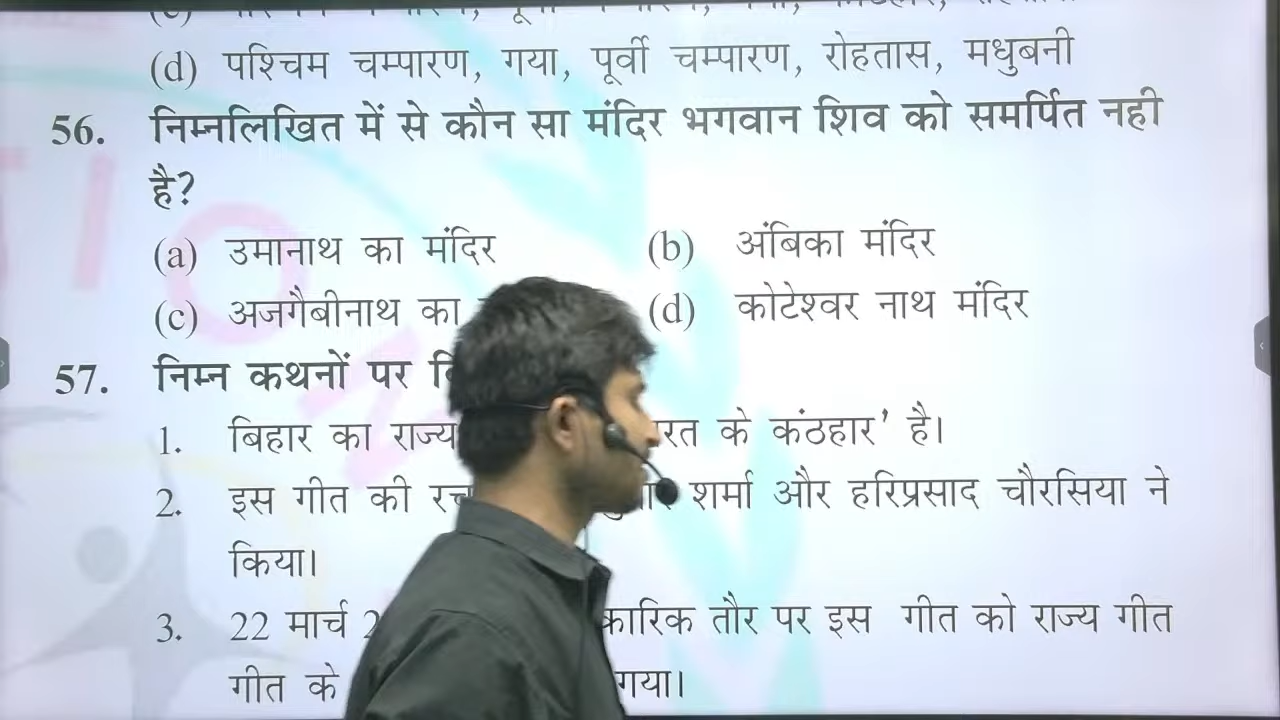 (d) पश्चिम चम्पारण, गया, पूर्वी चम्पारण, रोहतास, मधुबनी
56. निम्नलिखित में से कौन सा मंदिर भगवान शिव को समर्पित नही
है?
(a) उमानाथ का मंदिर (b) अंबिका मंदिर
(c) अजगैबीनाथ का (d) कोटेश्वर नाथ मंदिर
57. निम्न कथनों पर
1. बिहार का राज्य के कंठहार' है।
2. इस गीत की शर्मा और हरिप्रसाद चौरसिया ने
किया।
3. 22 मार्च तौर पर इस गीत को राज्य गीत
गीत के गया।